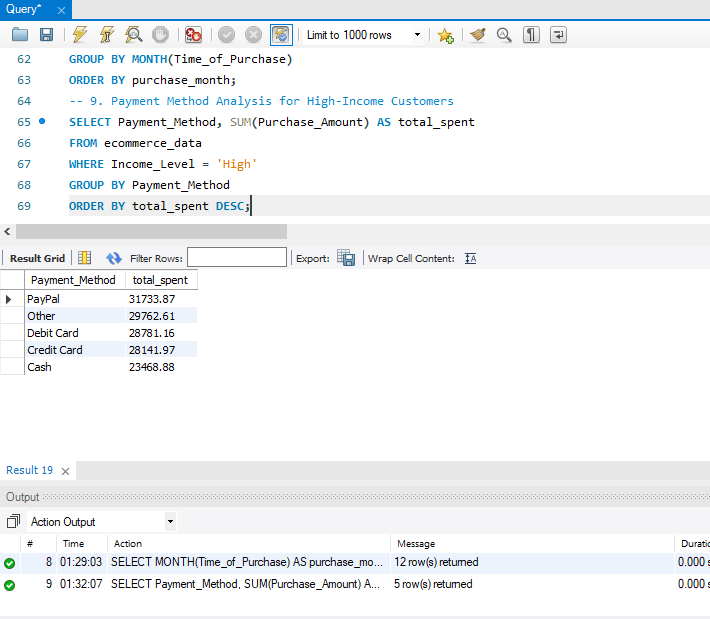 Query*
Limit to 1000 rows
62 GROUP BY MONTH(Time_of_Purchase)
63 ORDER BY purchase_month;
64 -- 9. Payment Method Analysis for High-Income Customers
65 SELECT Payment_Method, SUM(Purchase_Amount) AS total_spent
66 FROM ecommerce_data
67 WHERE Income_Level = 'High'
68 GROUP BY Payment_Method
69 ORDER BY total_spent DESC;
Result Grid Filter Rows: Export: Wrap Cell Content:
Payment_Method total_spent
PayPal 31733.87
Other 29762.61
Debit Card 28781.16
Credit Card 28141.97
Cash 23468.88
Result 19
Output
Action Output
# Time Action Message Duratic
8 01:29:03 SELECT MONTH(Time_of_Purchase) AS purchase_mo... 12 row(s) returned 0.000 s
9 01:32:07 SELECT Payment_Method, SUM(Purchase_Amount) A... 5 row(s) returned 0.000 s